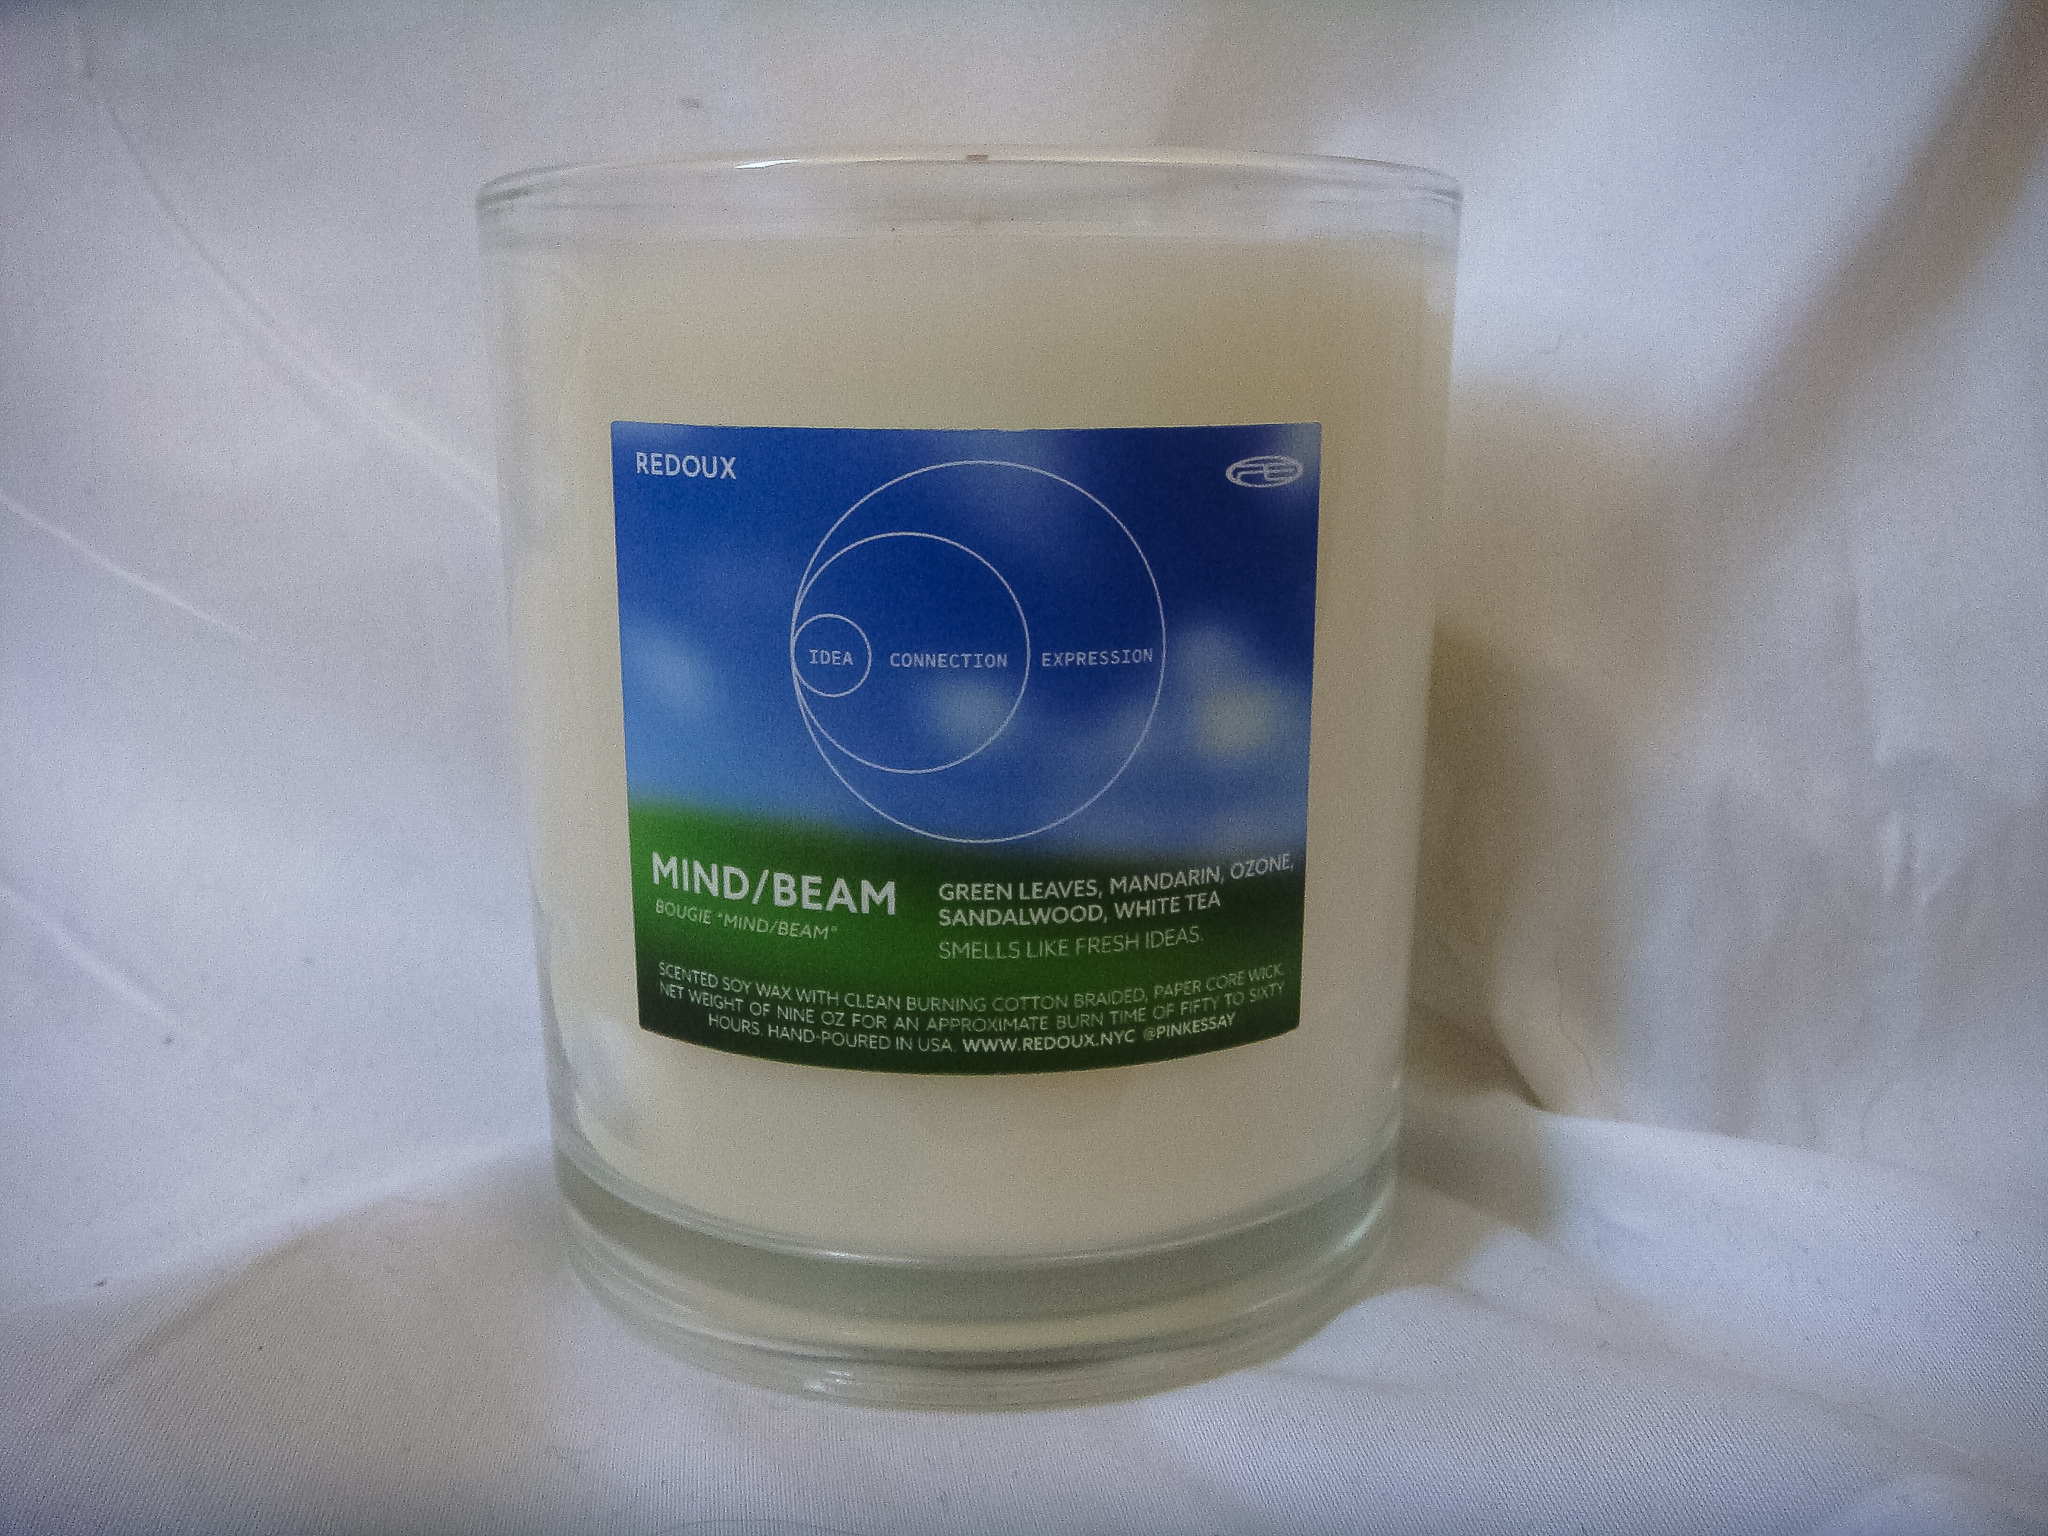 REDOUX
IDEA
CONNECTION
EXPRESSION
MIND/BEAM
BOUGIE "MIND/BEAM"
GREEN LEAVES, MANDARIN, OZONE,
SANDALWOOD, WHITE TEA
SMELLS LIKE FRESH IDEAS.
SCENTED SOY WAX WITH CLEAN BURNING COTTON BRAIDED, PAPER CORE WICK.
NET WEIGHT OF NINE OZ FOR AN APPROXIMATE BURN TIME OF FIFTY TO SIXTY
HOURS. HAND-POURED IN USA. WWW.REDOUX.NYC @PINKESSAY